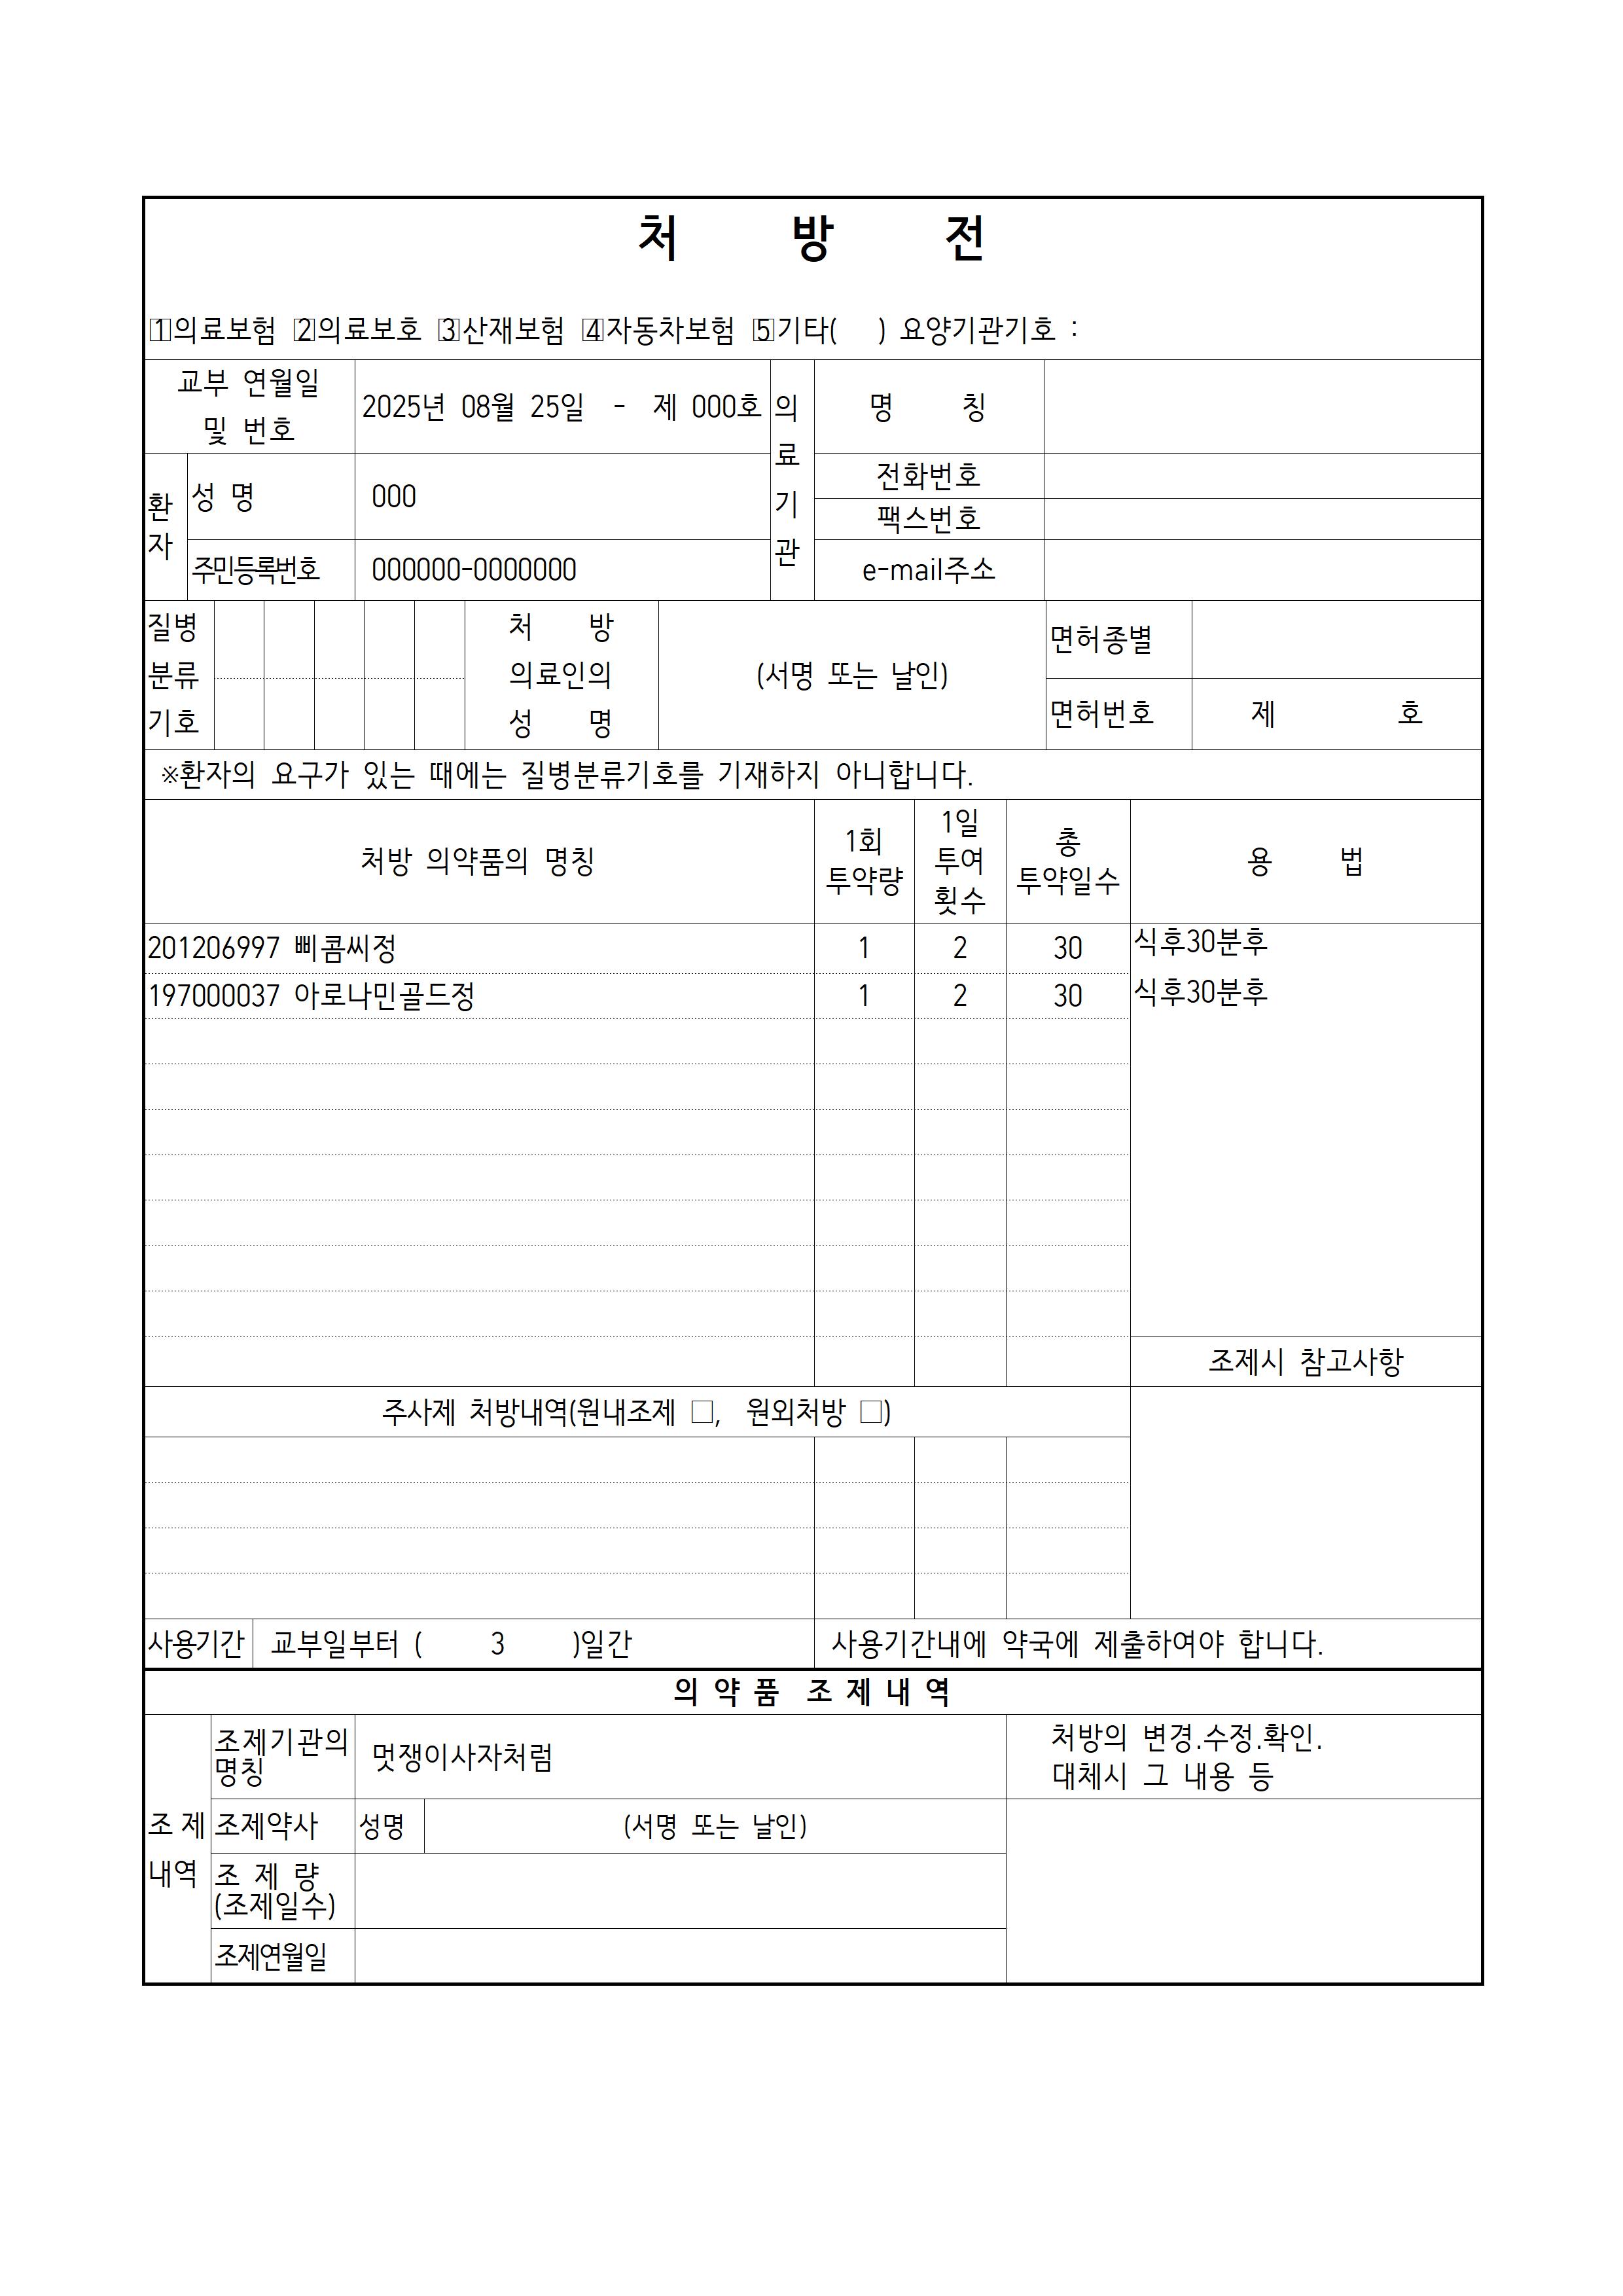 처 방 전
1의료보험 2의료보호 3산재보험 4자동차보험 5기타( ) 요양기관기호 :
교부 연월일
및 번호
2025년 08월 25일 - 제 000호
의
료
기
관
명 칭
환
자
성 명
000
전화번호
팩스번호
주민등록번호
000000-0000000
e-mail주소
질병
분류
기호
처 방
의료인의
성 명
(서명 또는 날인)
면허종별
면허번호
제 호
※환자의 요구가 있는 때에는 질병분류기호를 기재하지 아니합니다.
처방 의약품의 명칭
1회
투약량
1일
투여
횟수
총
투약일수
용 법
201206997 삐콤씨정 1 2 30 식후30분후
197000037 아로나민골드정 1 2 30 식후30분후
조제시 참고사항
주사제 처방내역(원내조제 □, 원외처방 □)
사용기간 교부일부터 ( 3 )일간 사용기간내에 약국에 제출하여야 합니다.
의 약 품 조 제 내 역
조 제
내역
조제기관의
명칭
멋쟁이사자처럼
처방의 변경.수정.확인.
대체시 그 내용 등
조제약사 성명 (서명 또는 날인)
조 제 량
(조제일수)
조제연월일